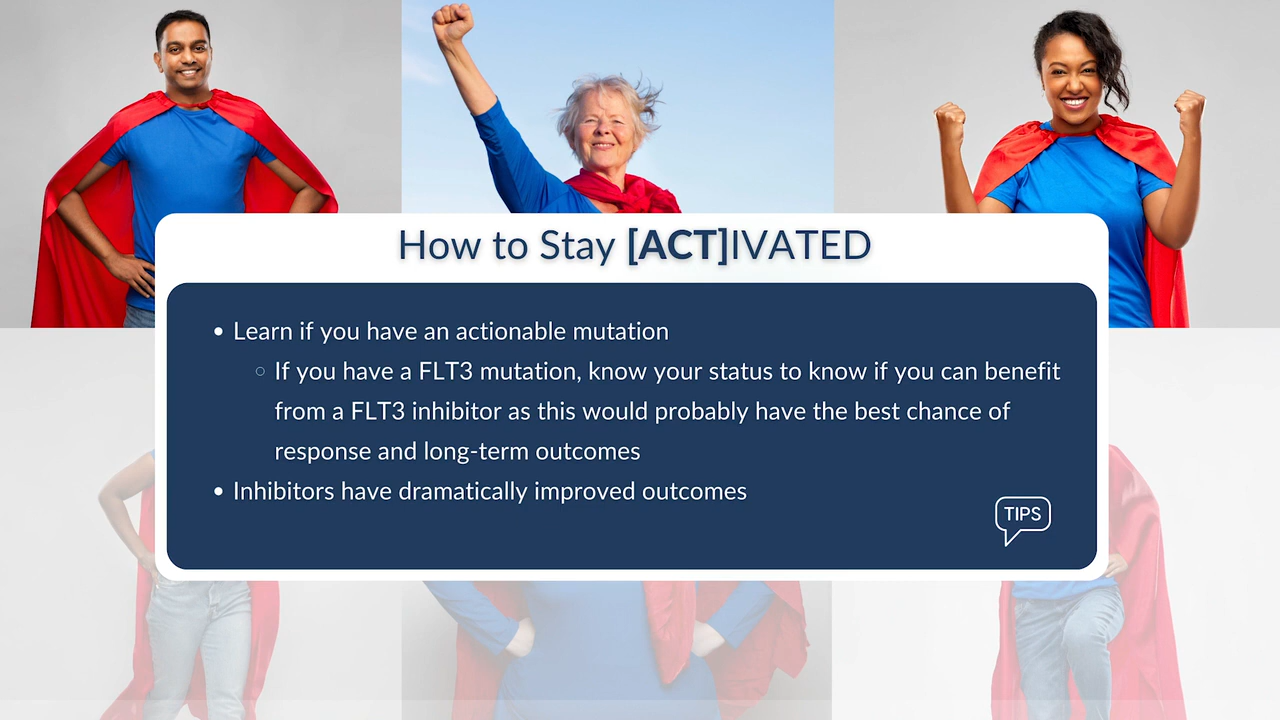 How to Stay [ACT]IVATED
• Learn if you have an actionable mutation
○ If you have a FLT3 mutation, know your status to know if you can benefit
from a FLT3 inhibitor as this would probably have the best chance of
response and long-term outcomes
• Inhibitors have dramatically improved outcomes
TIPS